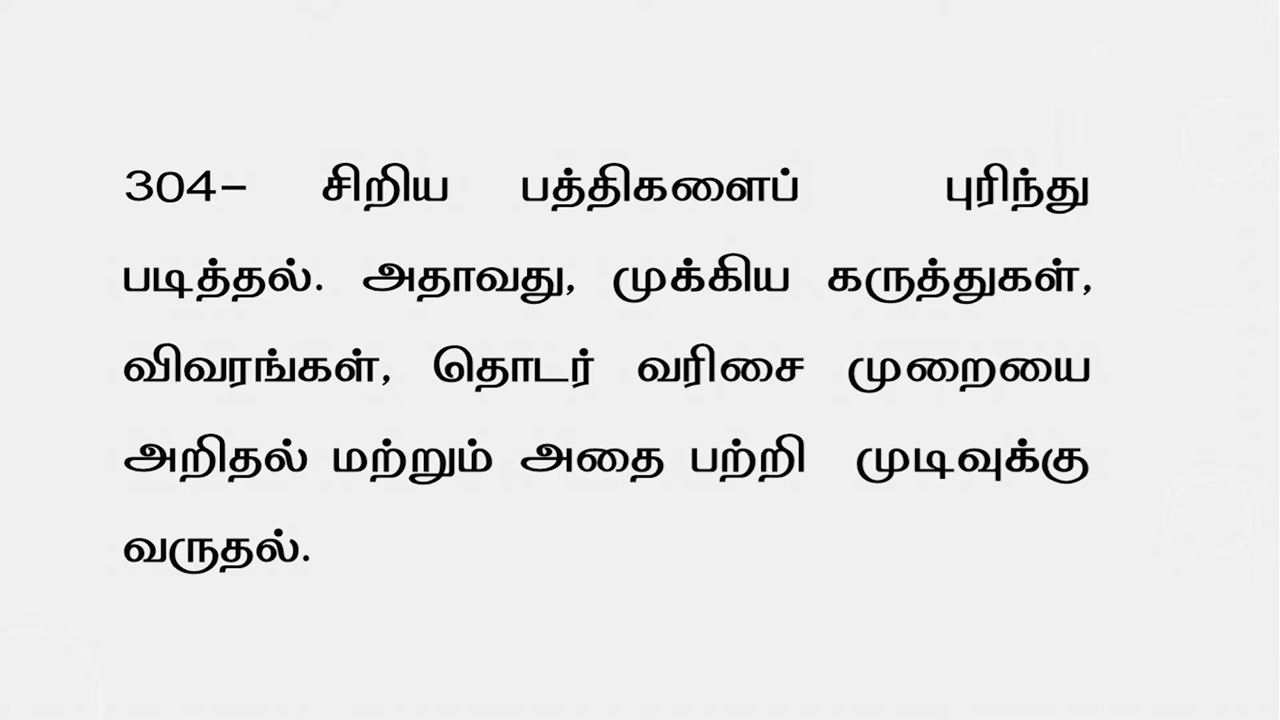 304- சிறிய பத்திகளைப் புரிந்து
படித்தல். அதாவது, முக்கிய கருத்துகள்,
விவரங்கள், தொடர் வரிசை முறையை
அறிதல் மற்றும் அதை பற்றி முடிவுக்கு
வருதல்.